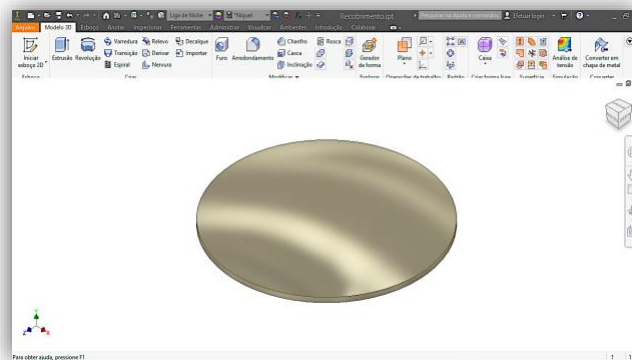 Liga de Níquel *Níquel Recobrimento.ipt Pesquisar na Ajuda e comandos... Efetuar login
Arquivo Modelo 3D Esboço Anotar Inspecionar Ferramentas Administrar Visualizar Ambientes Introdução Colaborar
Varredura Relevo Decalque Chanfro Rosca
Iniciar esboço 2D Extrusão Revolução Transição Derivar Importar Furo Arredondamento Casca Gerador de forma Plano Caixa Análise de tensão Converter em chapa de metal
Espiral Nervura Inclinação
Esboço Criar Modificar Explorar Operações de trabalho Padrão Criar forma livre Superfície Simulação Converter
Para obter ajuda, pressione F1 1 1